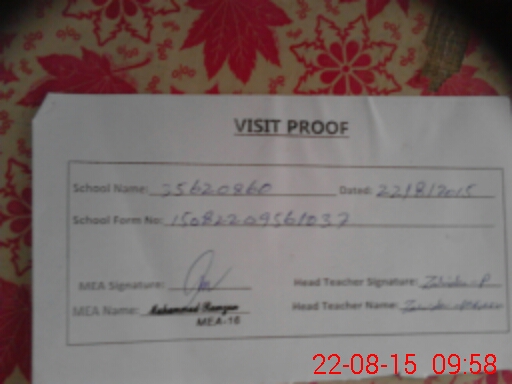 VISIT PROOF
School Name: 35620860 Dated: 22/8/2015
School Form No: 15082209561037
MEA Signature: Head Teacher Signature:
MEA Name: Muhammad Ramzan Head Teacher Name:
MEA-16
22-08-15 09:58